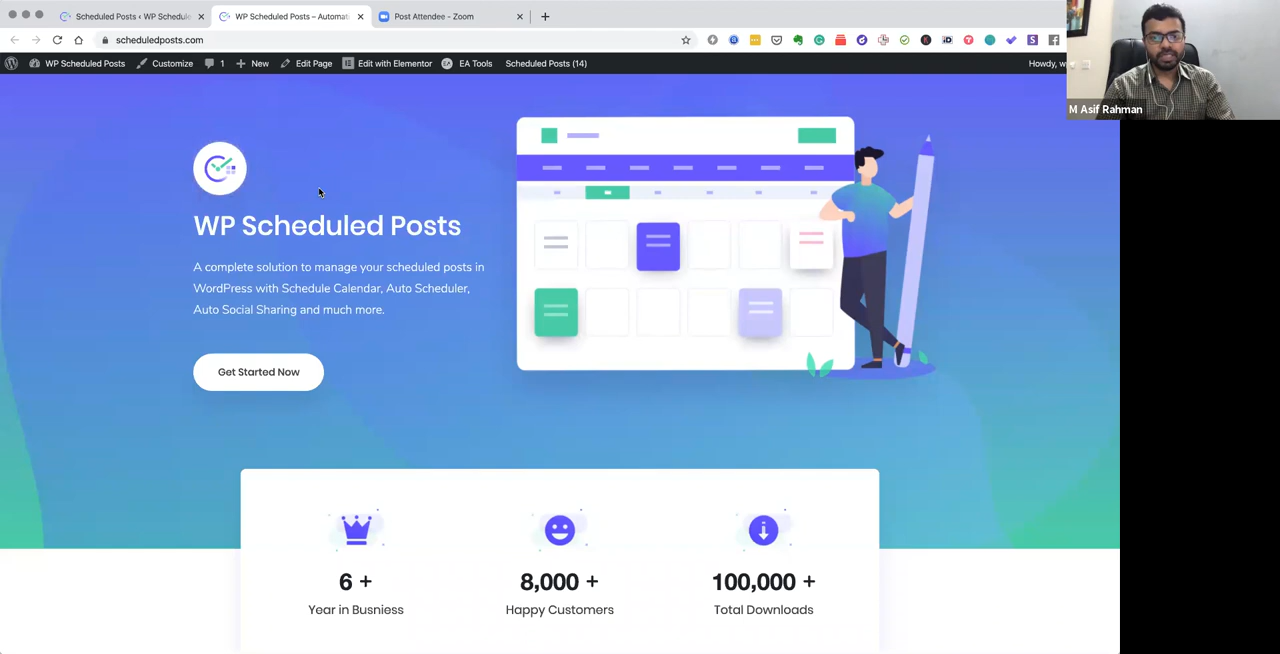 Scheduled Posts ‹ WP Schedule
WP Scheduled Posts – Automat
Post Attendee - Zoom
scheduledposts.com
WP Scheduled Posts
Customize
1
New
Edit Page
Edit with Elementor
EA Tools
Scheduled Posts (14)
Howdy, w
M Asif Rahman
WP Scheduled Posts
A complete solution to manage your scheduled posts in
WordPress with Schedule Calendar, Auto Scheduler,
Auto Social Sharing and much more.
Get Started Now
6 +
8,000 +
100,000 +
Year in Busniess
Happy Customers
Total Downloads